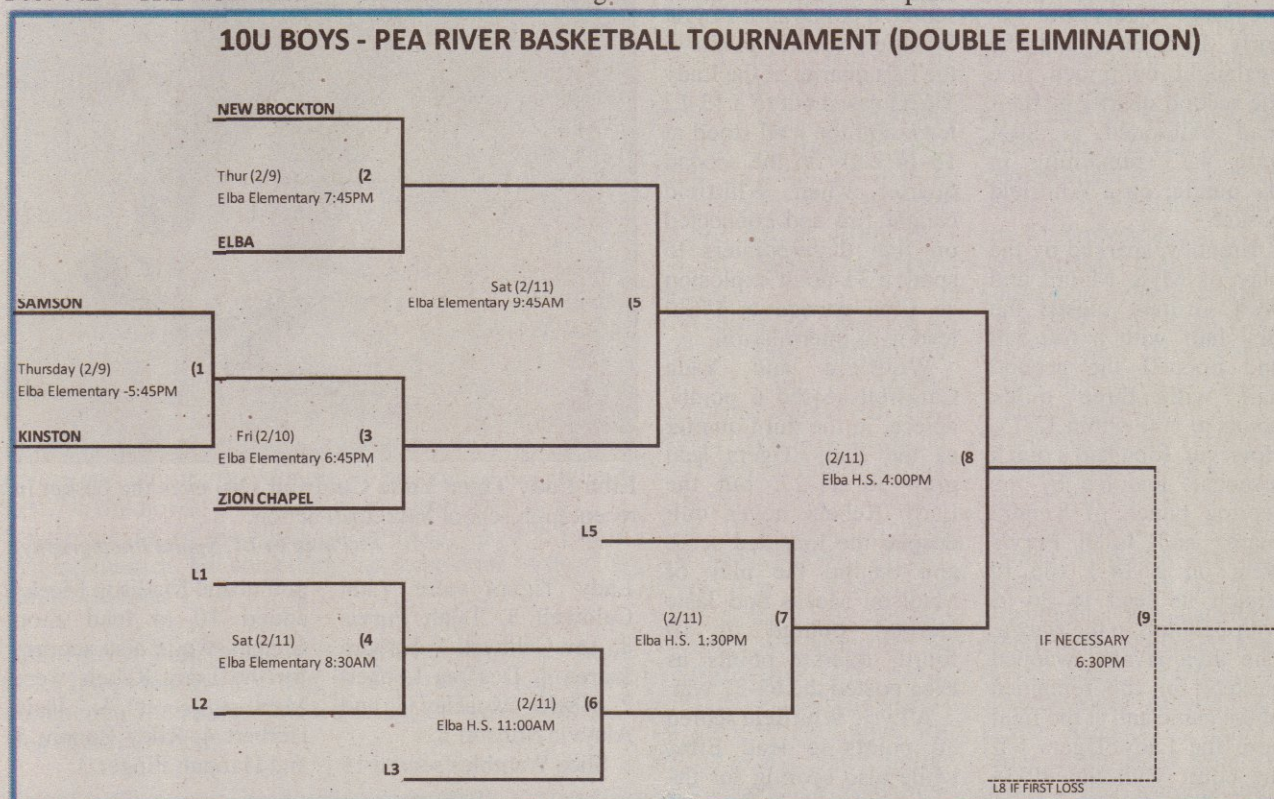 10U BOYS - PEA RIVER BASKETBALL TOURNAMENT (DOUBLE ELIMINATION)
NEW BROCKTON
Thur (2/9) (2
Elba Elementary 7:45PM
ELBA
Sat (2/11)
Elba Elementary 9:45AM (5
SAMSON
Thursday (2/9) (1
Elba Elementary -5:45PM
KINSTON
Fri (2/10) (3
Elba Elementary 6:45PM
ZION CHAPEL
(2/11) (8
Elba H.S. 4:00PM
L5
L1
(2/11) (7
Elba H.S. 1:30PM
(9
IF NECESSARY
6:30PM
Sat (2/11) (4
Elba Elementary 8:30AM
L2
(2/11) (6
Elba H.S. 11:00AM
L3
L8 IF FIRST LOSS